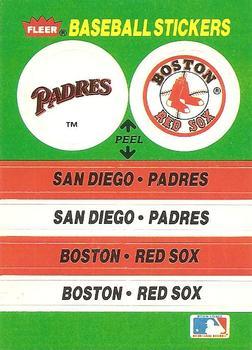 FLEER® BASEBALL STICKERS
PADRES
TM
BOSTON
RED SOX
®
PEEL
SAN DIEGO • PADRES
SAN DIEGO • PADRES
BOSTON • RED SOX
BOSTON • RED SOX